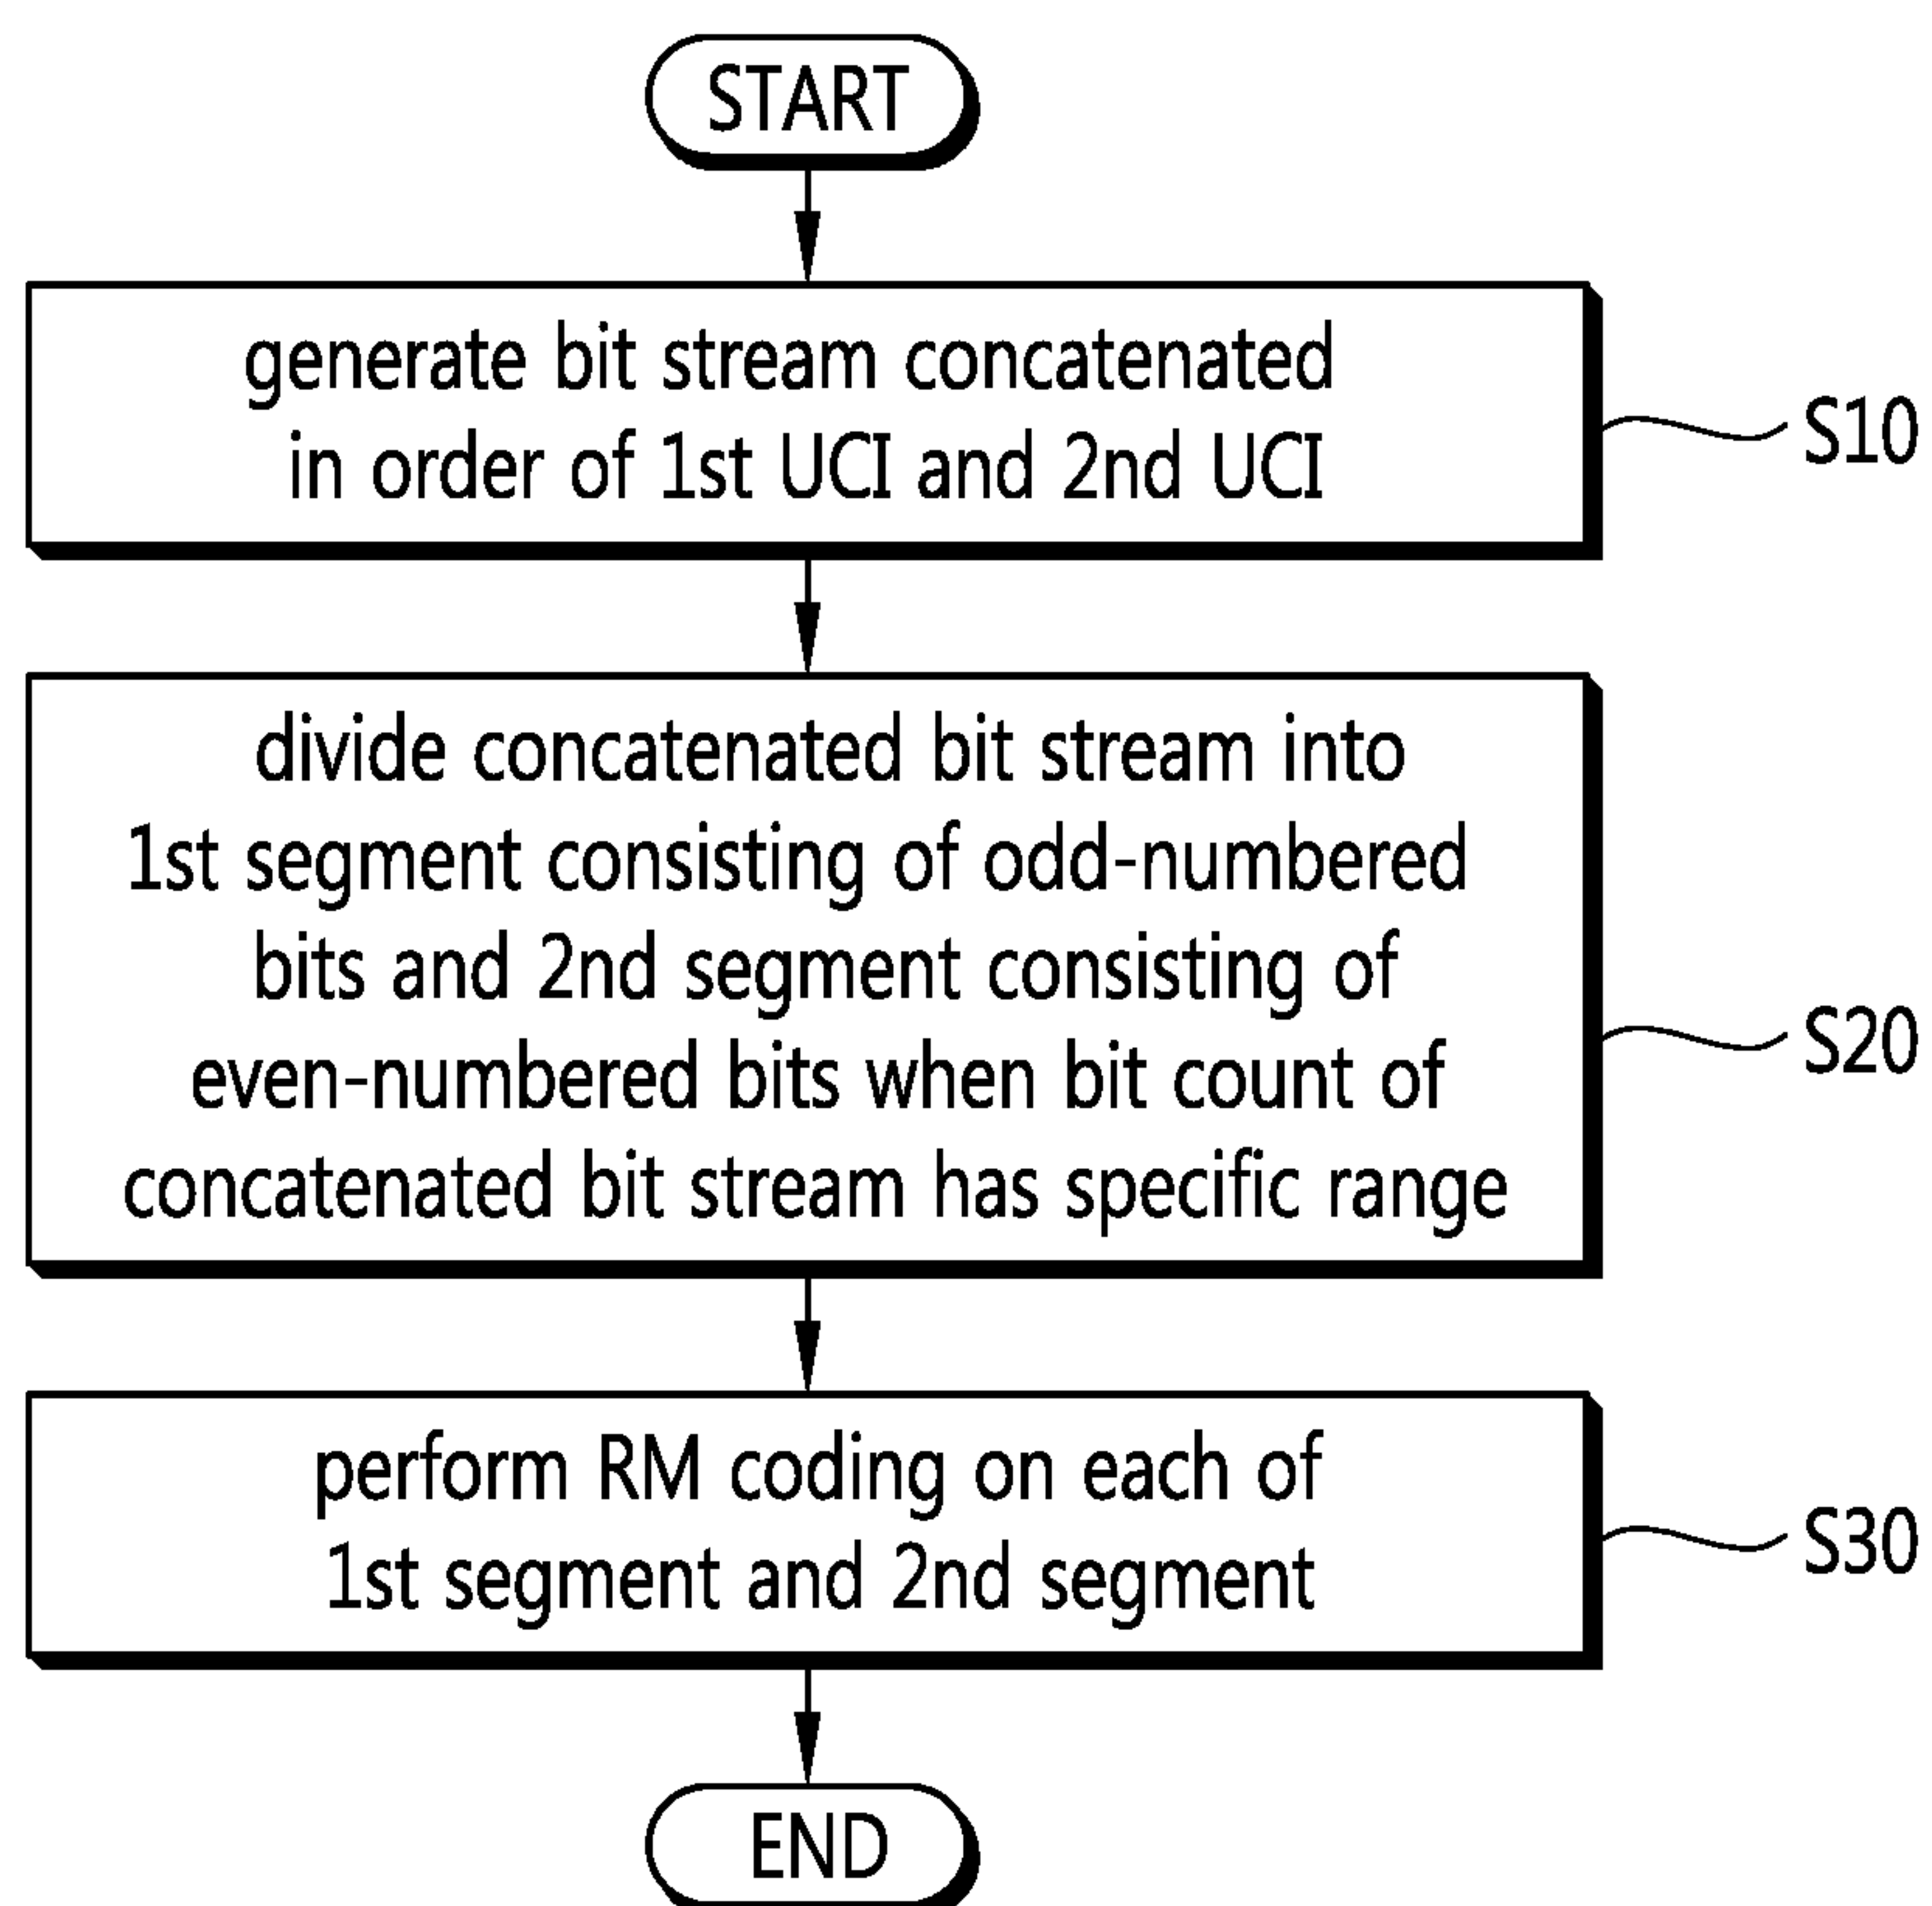 START
generate bit stream concatenated
in order of 1st UCI and 2nd UCI
S10
divide concatenated bit stream into
1st segment consisting of odd-numbered
bits and 2nd segment consisting of
even-numbered bits when bit count of
concatenated bit stream has specific range
S20
perform RM coding on each of
1st segment and 2nd segment
S30
END